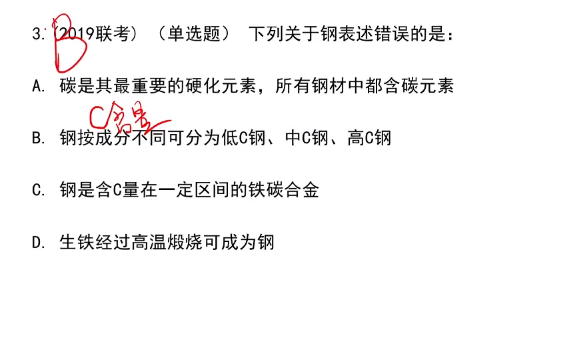 3. (2019联考) (单选题) 下列关于钢表述错误的是：
B
A. 碳是其最重要的硬化元素，所有钢材中都含碳元素
C含量
B. 钢按成分不同可分为低C钢、中C钢、高C钢
C. 钢是含C量在一定区间的铁碳合金
D. 生铁经过高温煅烧可成为钢